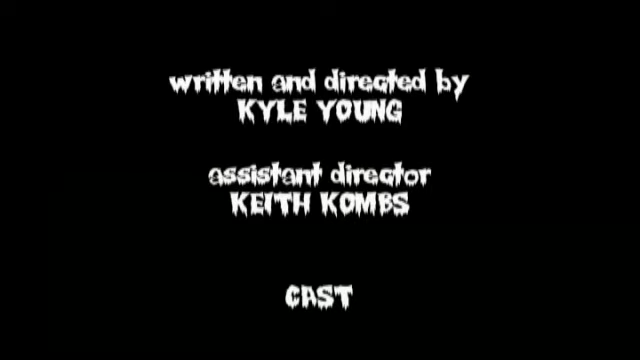 written and directed by
KYLE YOUNG
assistant director
KEITH KOMBS
CAST